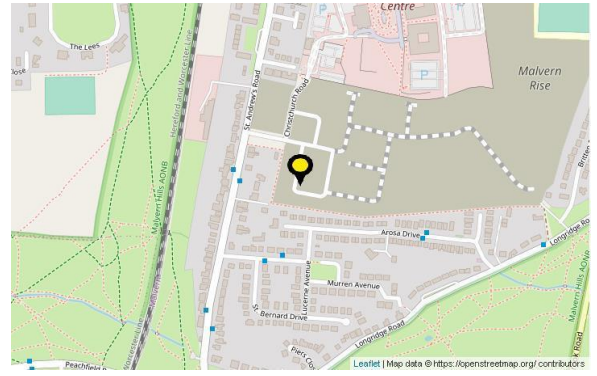 Centre
The Lees
Close
Hereford and Worcester Line
St. Andrew's Road
Christchurch Road
P
P
Malvern
Rise
Malvern Hills AONB
Arosa Drive
Longridge Road
Lucerne Avenue
Murren Avenue
St.
Bernard Drive
Longridge Road
Malvern Hills AONB
Peachfield
Leaflet | Map data © https://openstreetmap.org/ contributors